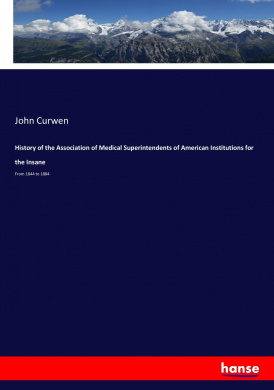 John Curwen
History of the Association of Medical Superintendents of American Institutions for
the Insane
From 1844 to 1884
hanse